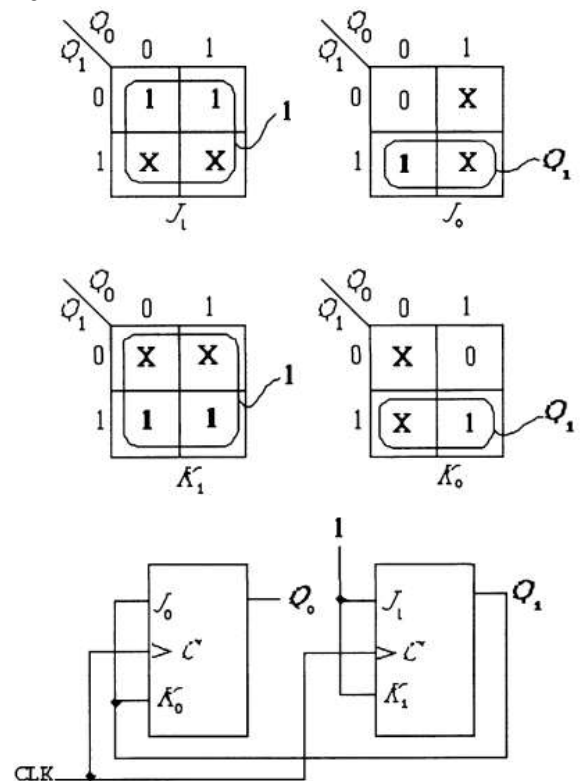 Q₀ Q₀
Q₁ 0 1 Q₁ 0 1
0 1 1 1 0 0 X
1 X X 1 1 X Q₁
J₁ J₀
Q₀ Q₀
Q₁ 0 1 Q₁ 0 1
0 X X 1 0 X 0
1 1 1 1 X 1 Q₁
K₁ K₀
1
J₀ Q₀ J₁ Q₁
C C
K₀ K₁
CLK